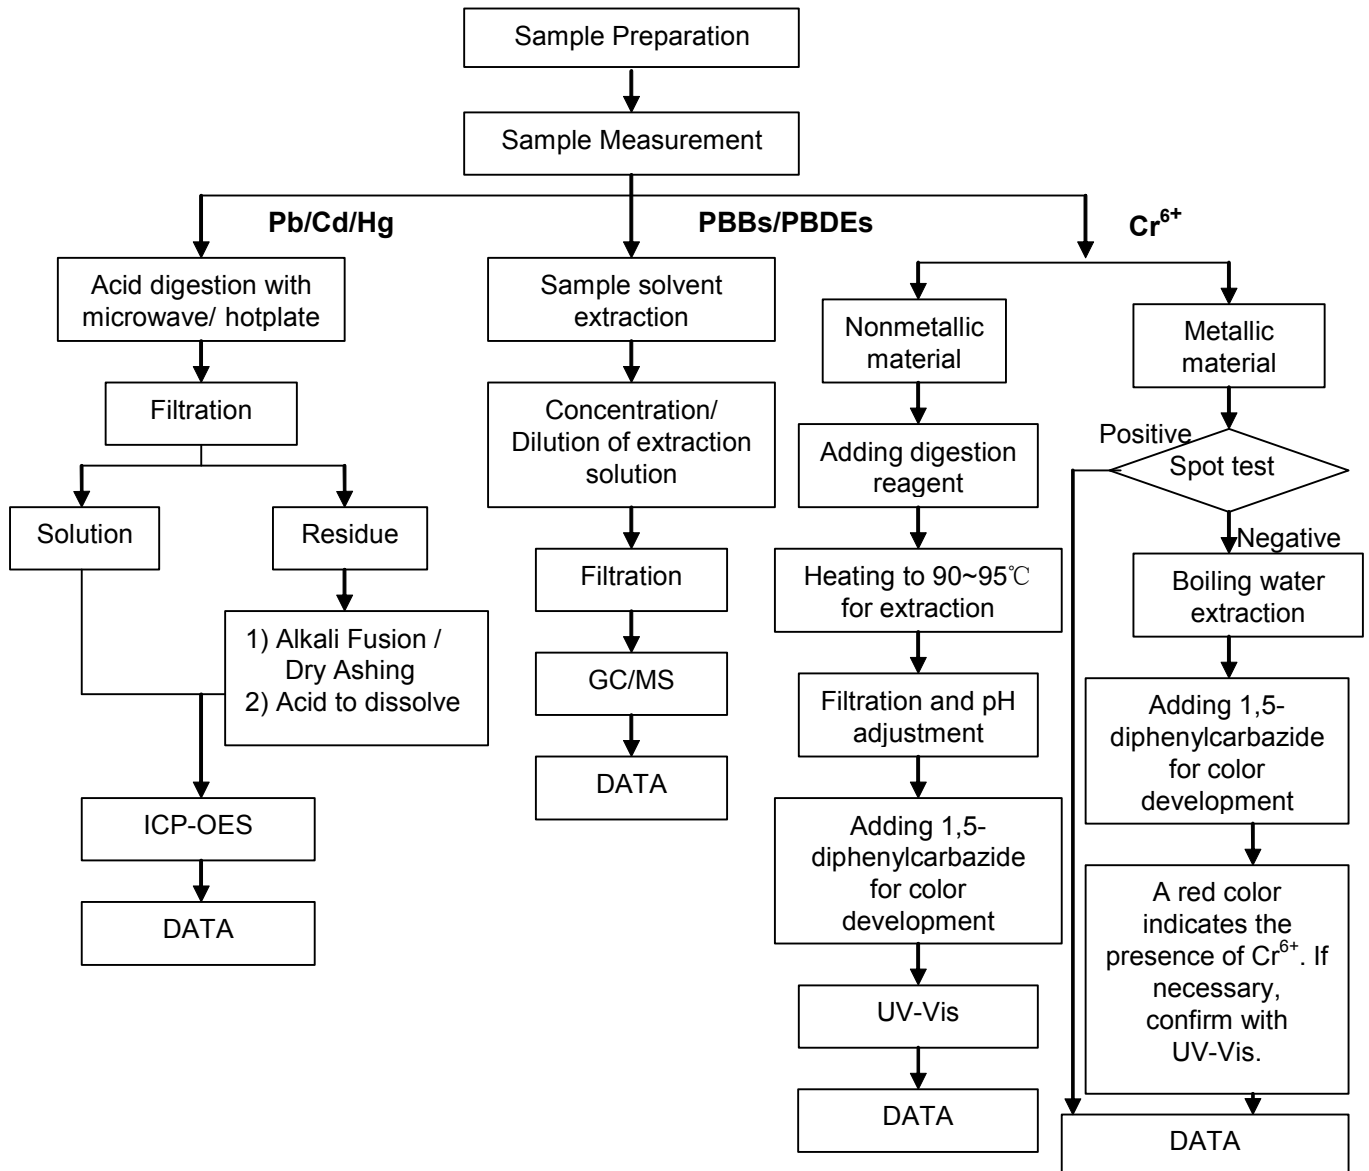 Sample Preparation
Sample Measurement
Pb/Cd/Hg
PBBs/PBDEs
Cr⁶⁺
Acid digestion with
microwave/ hotplate
Filtration
Solution
Residue
1) Alkali Fusion /
Dry Ashing
2) Acid to dissolve
ICP-OES
DATA
Sample solvent
extraction
Concentration/
Dilution of extraction
solution
Filtration
GC/MS
DATA
Nonmetallic
material
Adding digestion
reagent
Heating to 90~95℃
for extraction
Filtration and pH
adjustment
Adding 1,5-
diphenylcarbazide
for color
development
UV-Vis
DATA
Metallic
material
Positive
Spot test
Negative
Boiling water
extraction
Adding 1,5-
diphenylcarbazide
for color
development
A red color
indicates the
presence of Cr⁶⁺. If
necessary,
confirm with
UV-Vis.
DATA